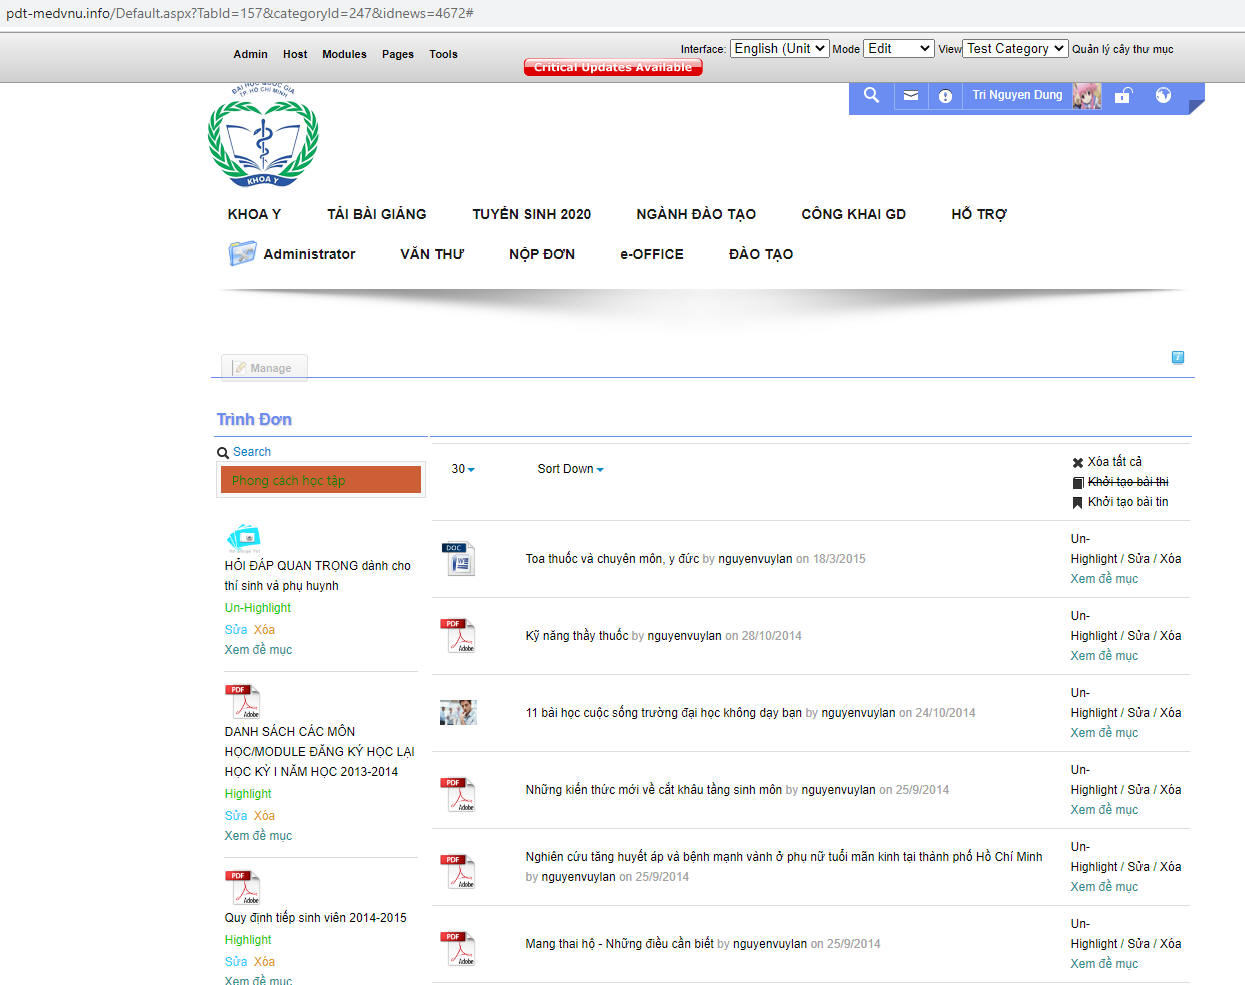 pdt-medvnu.info/Default.aspx?TabId=157&categoryId=247&idnews=4672#
Admin Host Modules Pages Tools
Interface: English (Unit Mode Edit View Test Category Quản lý cây thư mục
Critical Updates Available
ĐẠI HỌC QUỐC GIA
TP. HỒ CHÍ MINH
KHOA Y
Tri Nguyen Dung
KHOA Y TẢI BÀI GIẢNG TUYỂN SINH 2020 NGÀNH ĐÀO TẠO CÔNG KHAI GD HỖ TRỢ
Administrator VĂN THƯ NỘP ĐƠN e-OFFICE ĐÀO TẠO
Manage
Trình Đơn
Search
Phong cách học tập
HỎI ĐÁP QUAN TRỌNG dành cho
thí sinh và phụ huynh
Un-Highlight
Sửa Xóa
Xem đề mục
PDF
Adobe
DANH SÁCH CÁC MÔN
HỌC/MODULE ĐĂNG KÝ HỌC LẠI
HỌC KỲ I NĂM HỌC 2013-2014
Highlight
Sửa Xóa
Xem đề mục
PDF
Adobe
Quy định tiếp sinh viên 2014-2015
Highlight
Sửa Xóa
Xem đề mục
30 Sort Down
Xóa tất cả
Khởi tạo bài thi
Khởi tạo bài tin
DOC
Toa thuốc và chuyên môn, y đức by nguyenvuylan on 18/3/2015
Un-
Highlight / Sửa / Xóa
Xem đề mục
PDF
Adobe
Kỹ năng thầy thuốc by nguyenvuylan on 28/10/2014
Un-
Highlight / Sửa / Xóa
Xem đề mục
11 bài học cuộc sống trường đại học không dạy bạn by nguyenvuylan on 24/10/2014
Un-
Highlight / Sửa / Xóa
Xem đề mục
PDF
Adobe
Những kiến thức mới về cắt khâu tầng sinh môn by nguyenvuylan on 25/9/2014
Un-
Highlight / Sửa / Xóa
Xem đề mục
PDF
Adobe
Nghiên cứu tăng huyết áp và bệnh mạnh vành ở phụ nữ tuổi mãn kinh tại thành phố Hồ Chí Minh
by nguyenvuylan on 25/9/2014
Un-
Highlight / Sửa / Xóa
Xem đề mục
PDF
Adobe
Mang thai hộ - Những điều cần biết by nguyenvuylan on 25/9/2014
Un-
Highlight / Sửa / Xóa
Xem đề mục